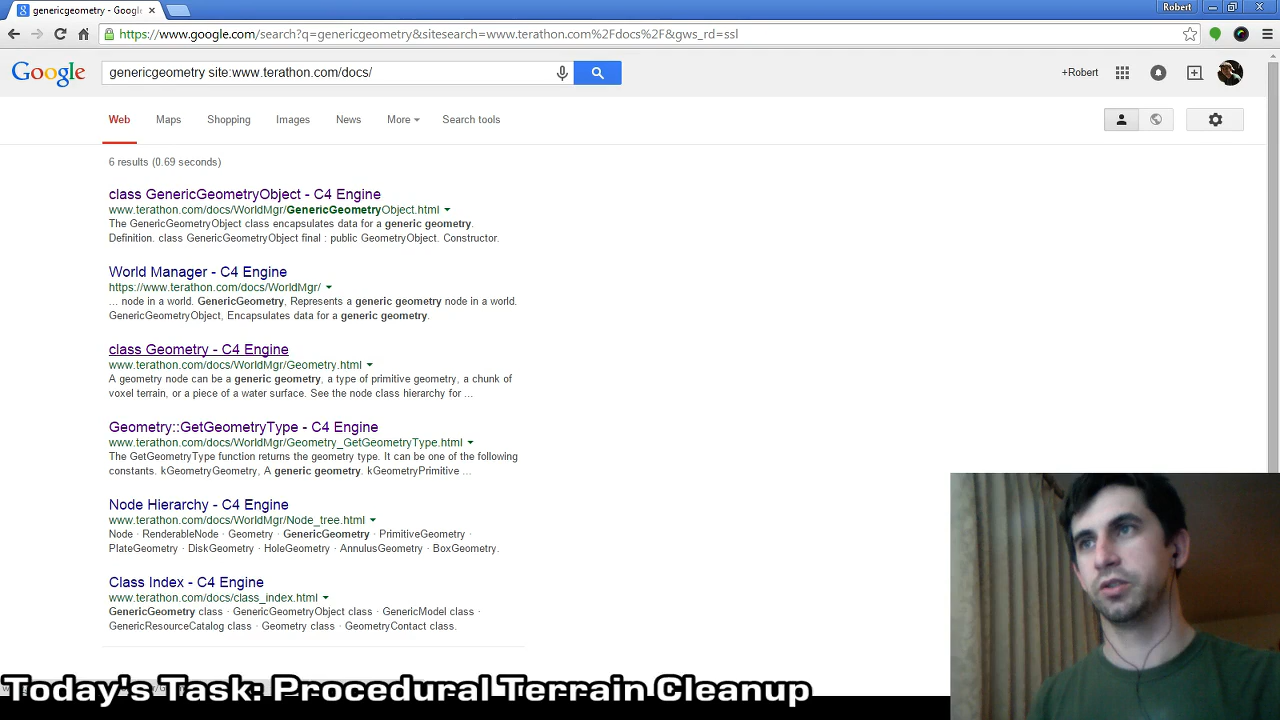 genericgeometry - Googl
Robert
https://www.google.com/search?q=genericgeometry&sitesearch=www.terathon.com%2Fdocs%2F&gws_rd=ssl
Google
genericgeometry site:www.terathon.com/docs/
+Robert
Web Maps Shopping Images News More Search tools
6 results (0.69 seconds)
class GenericGeometryObject - C4 Engine
www.terathon.com/docs/WorldMgr/GenericGeometryObject.html
The GenericGeometryObject class encapsulates data for a generic geometry.
Definition. class GenericGeometryObject final : public GeometryObject. Constructor.
World Manager - C4 Engine
https://www.terathon.com/docs/WorldMgr/
... node in a world. GenericGeometry, Represents a generic geometry node in a world.
GenericGeometryObject, Encapsulates data for a generic geometry.
class Geometry - C4 Engine
www.terathon.com/docs/WorldMgr/Geometry.html
A geometry node can be a generic geometry, a type of primitive geometry, a chunk of
voxel terrain, or a piece of a water surface. See the node class hierarchy for ...
Geometry::GetGeometryType - C4 Engine
www.terathon.com/docs/WorldMgr/Geometry_GetGeometryType.html
The GetGeometryType function returns the geometry type. It can be one of the following
constants. kGeometryGeometry, A generic geometry. kGeometryPrimitive ...
Node Hierarchy - C4 Engine
www.terathon.com/docs/WorldMgr/Node_tree.html
Node · RenderableNode · Geometry · GenericGeometry · PrimitiveGeometry ·
PlateGeometry · DiskGeometry · HoleGeometry · AnnulusGeometry · BoxGeometry.
Class Index - C4 Engine
www.terathon.com/docs/class_index.html
GenericGeometry class · GenericGeometryObject class · GenericModel class ·
GenericResourceCatalog class · Geometry class · GeometryContact class.
Today's Task: Procedural Terrain Cleanup